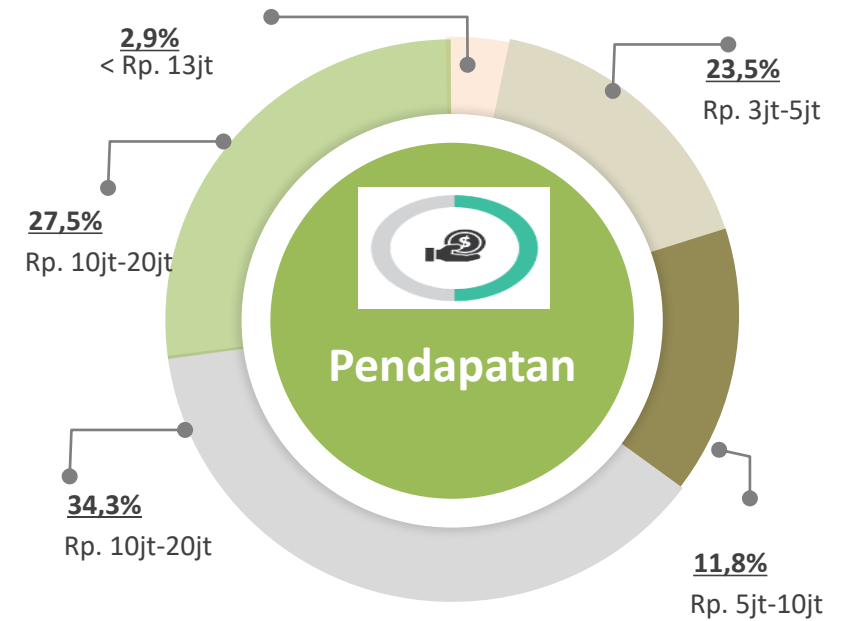 2,9%
< Rp. 13jt
23,5%
Rp. 3jt-5jt
27,5%
Rp. 10jt-20jt
$
Pendapatan
34,3%
Rp. 10jt-20jt
11,8%
Rp. 5jt-10jt